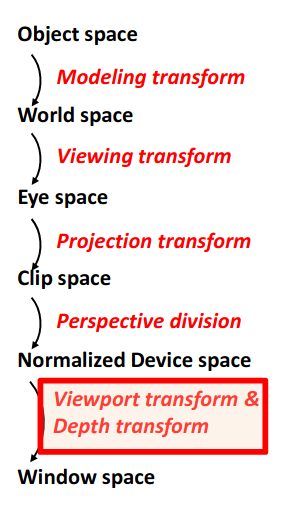 Object space
Modeling transform
World space
Viewing transform
Eye space
Projection transform
Clip space
Perspective division
Normalized Device space
Viewport transform &
Depth transform
Window space